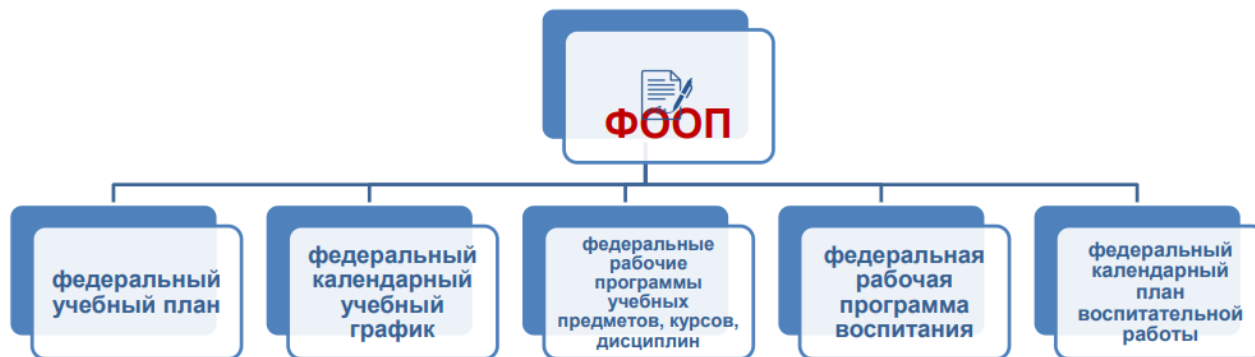 ФООП
федеральный
учебный план
федеральный
календарный
учебный
график
федеральные
рабочие
программы
учебных
предметов, курсов,
дисциплин
федеральная
рабочая
программа
воспитания
федеральный
календарный
план
воспитательной
работы